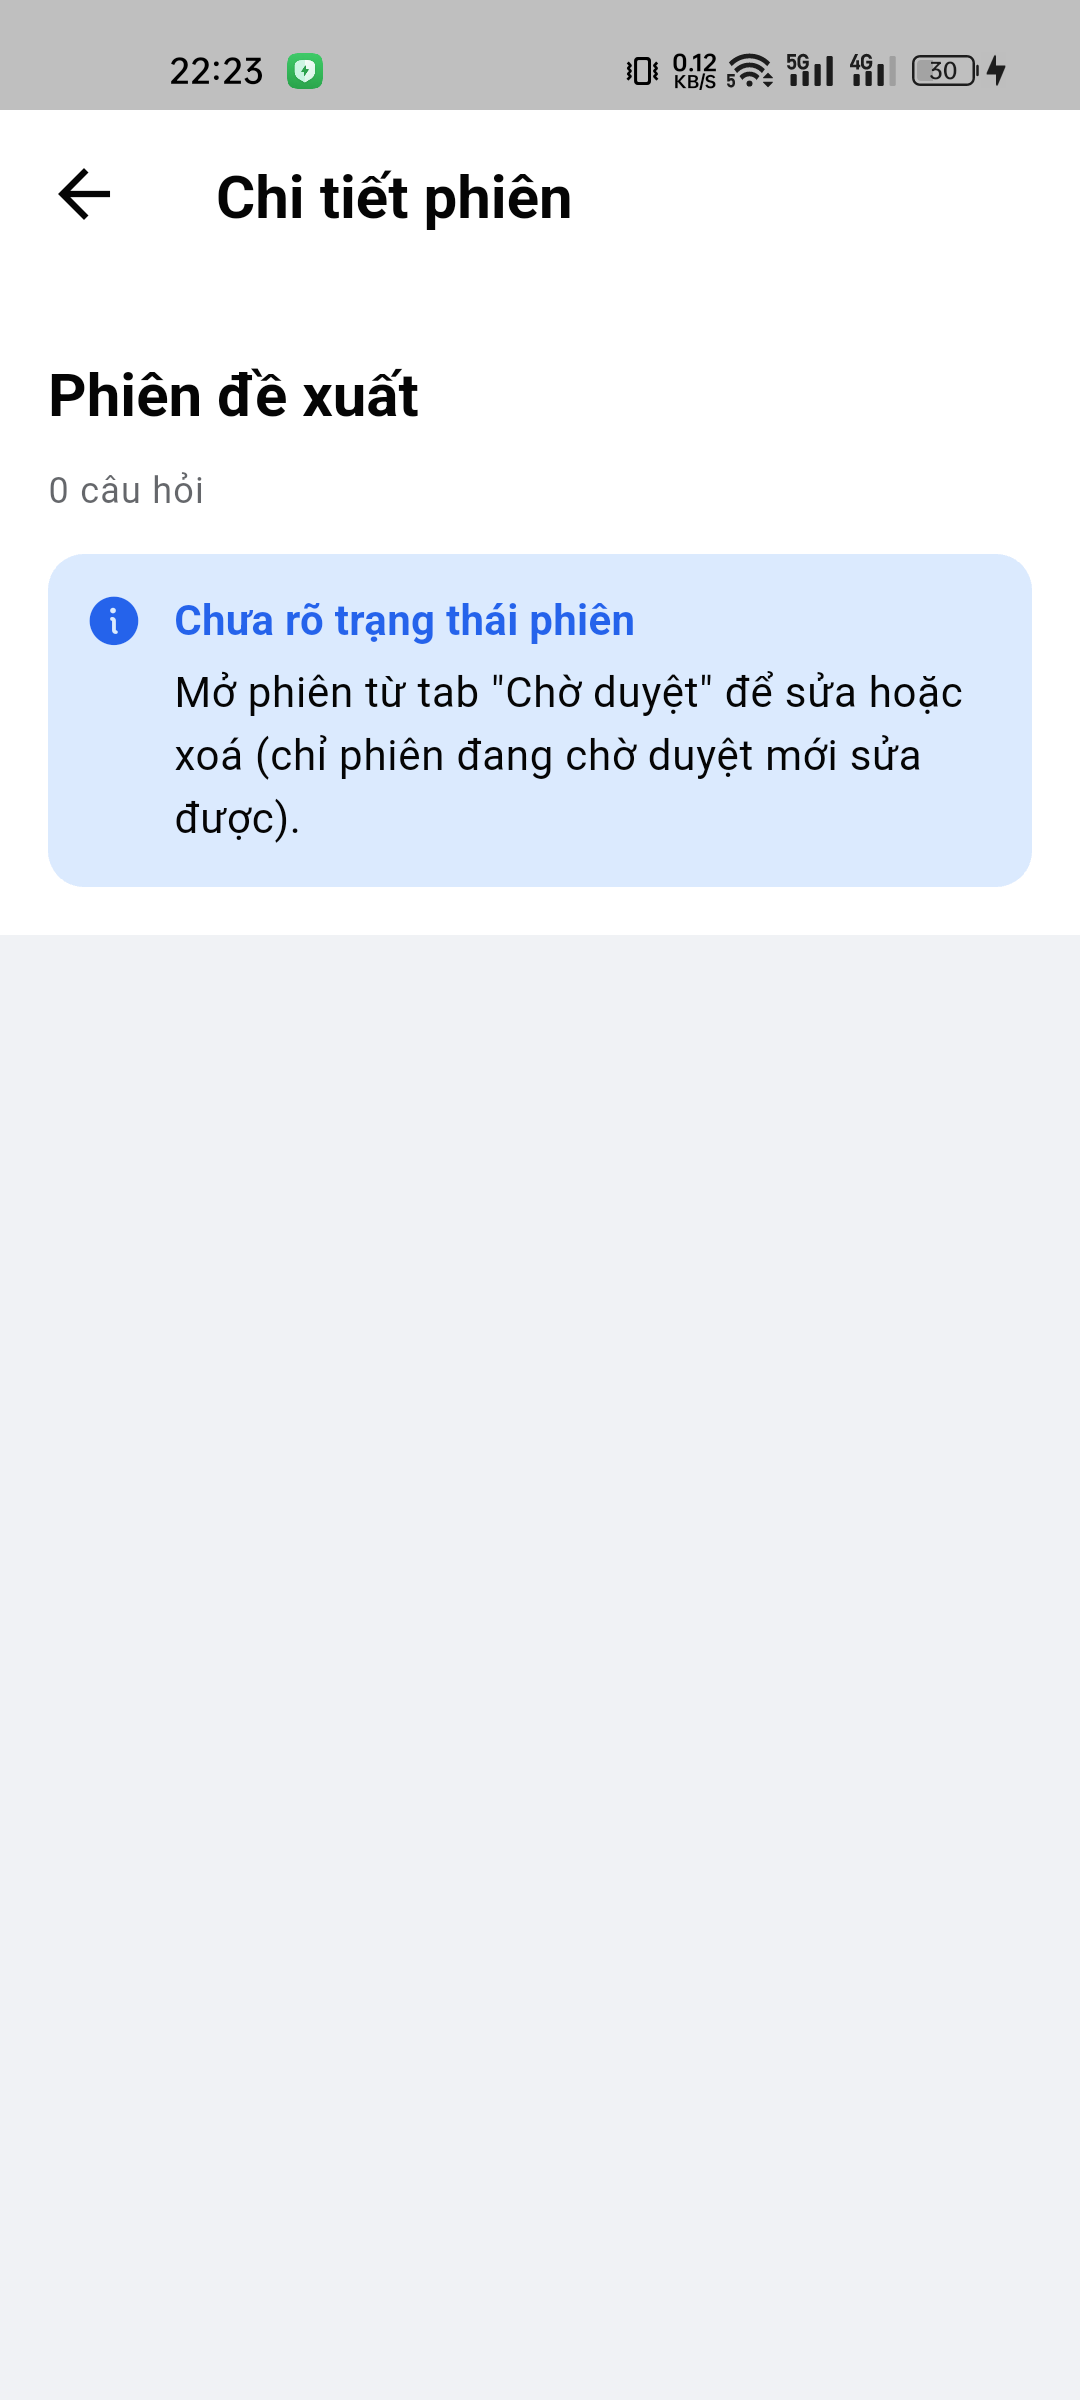 22:23
0.12
KB/S
5
5G
4G
30
Chi tiết phiên
Phiên đề xuất
0 câu hỏi
Chưa rõ trạng thái phiên
Mở phiên từ tab "Chờ duyệt" để sửa hoặc
xoá (chỉ phiên đang chờ duyệt mới sửa
được).